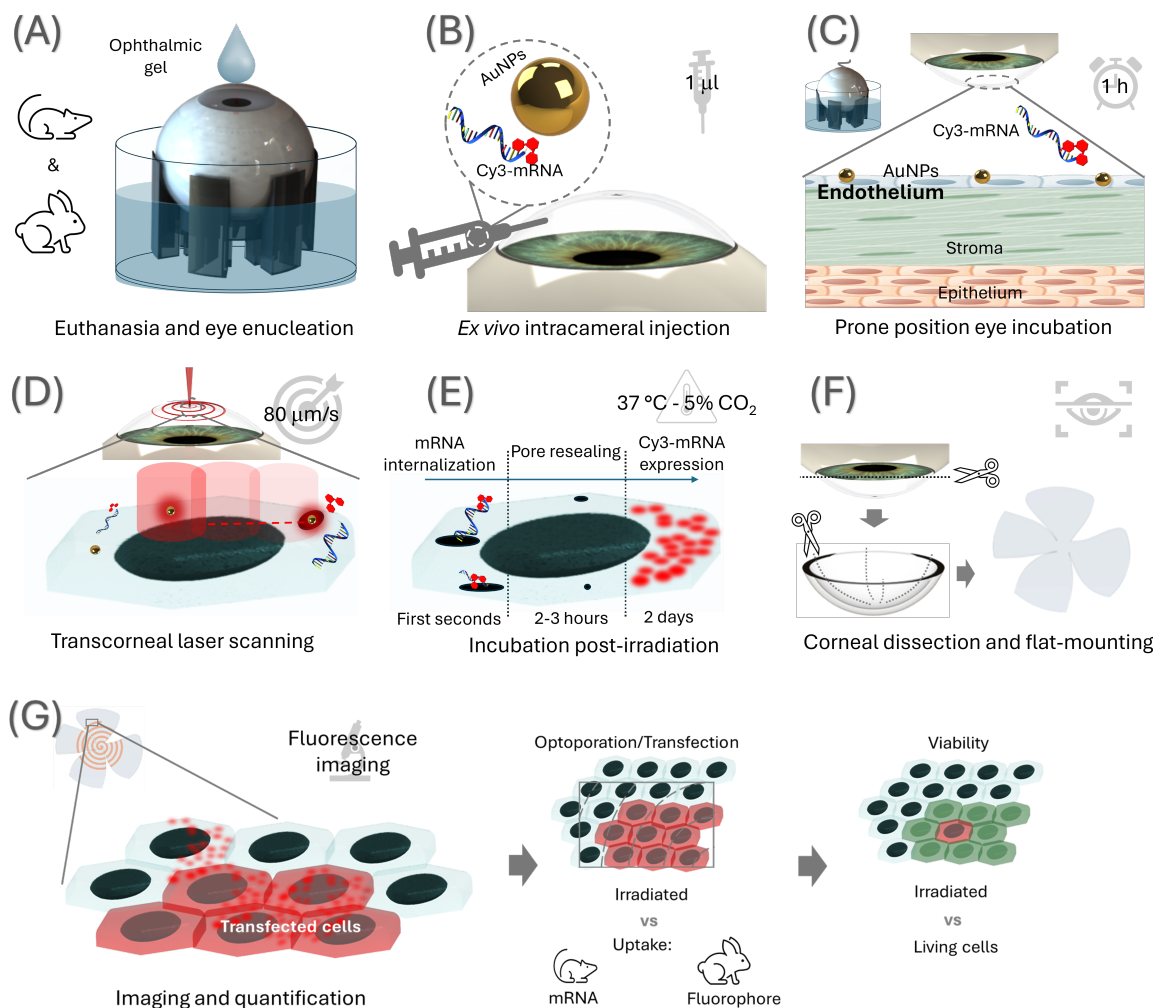 (A)
Ophthalmic
gel
&
Euthanasia and eye enucleation
(B)
AuNPs
Cy3-mRNA
1 μl
Ex vivo intracameral injection
(C)
1 h
Cy3-mRNA
AuNPs
Endothelium
Stroma
Epithelium
Prone position eye incubation
(D)
80 μm/s
Transcorneal laser scanning
(E)
37 ºC - 5% CO₂
mRNA
internalization
Pore resealing
Cy3-mRNA
expression
First seconds
2-3 hours
2 days
Incubation post-irradiation
(F)
Corneal dissection and flat-mounting
(G)
Fluorescence
imaging
Transfected cells
Imaging and quantification
Optoporation/Transfection
Irradiated
vs
Uptake:
mRNA
Fluorophore
Viability
Irradiated
vs
Living cells